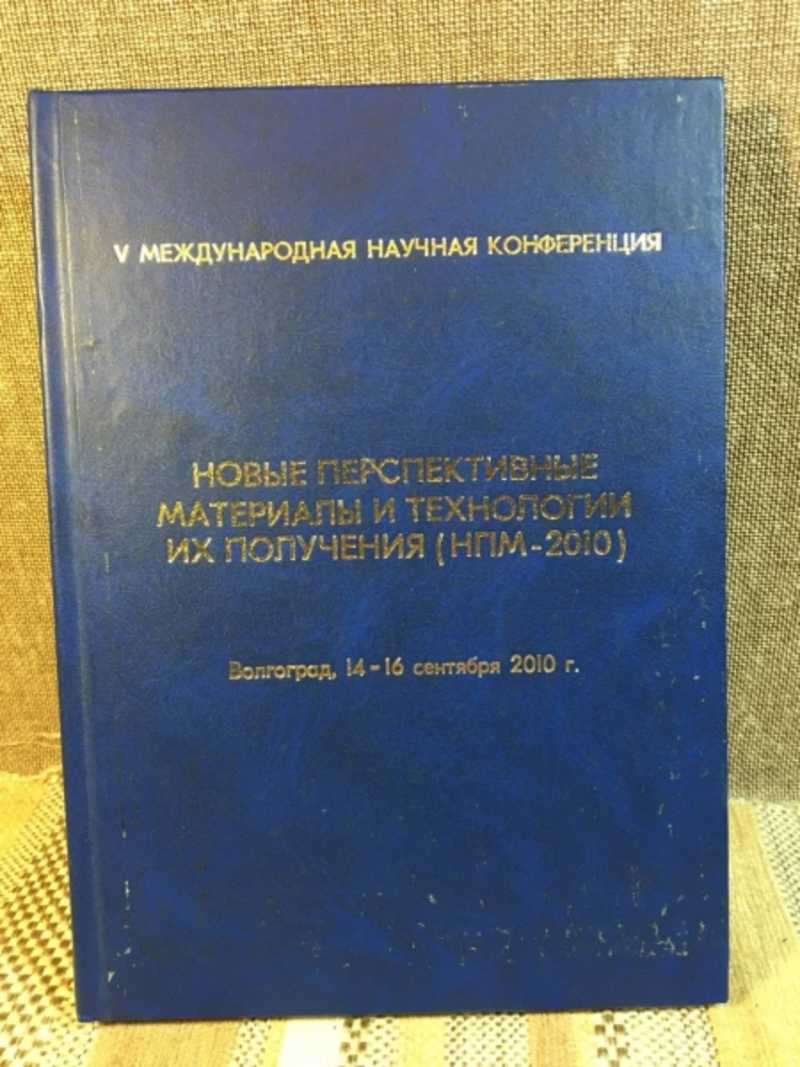 V МЕЖДУНАРОДНАЯ НАУЧНАЯ КОНФЕРЕНЦИЯ
НОВЫЕ ПЕРСПЕКТИВНЫЕ
МАТЕРИАЛЫ И ТЕХНОЛОГИИ
ИХ ПОЛУЧЕНИЯ (НПМ-2010)
Волгоград, 14-16 сентября 2010 г.